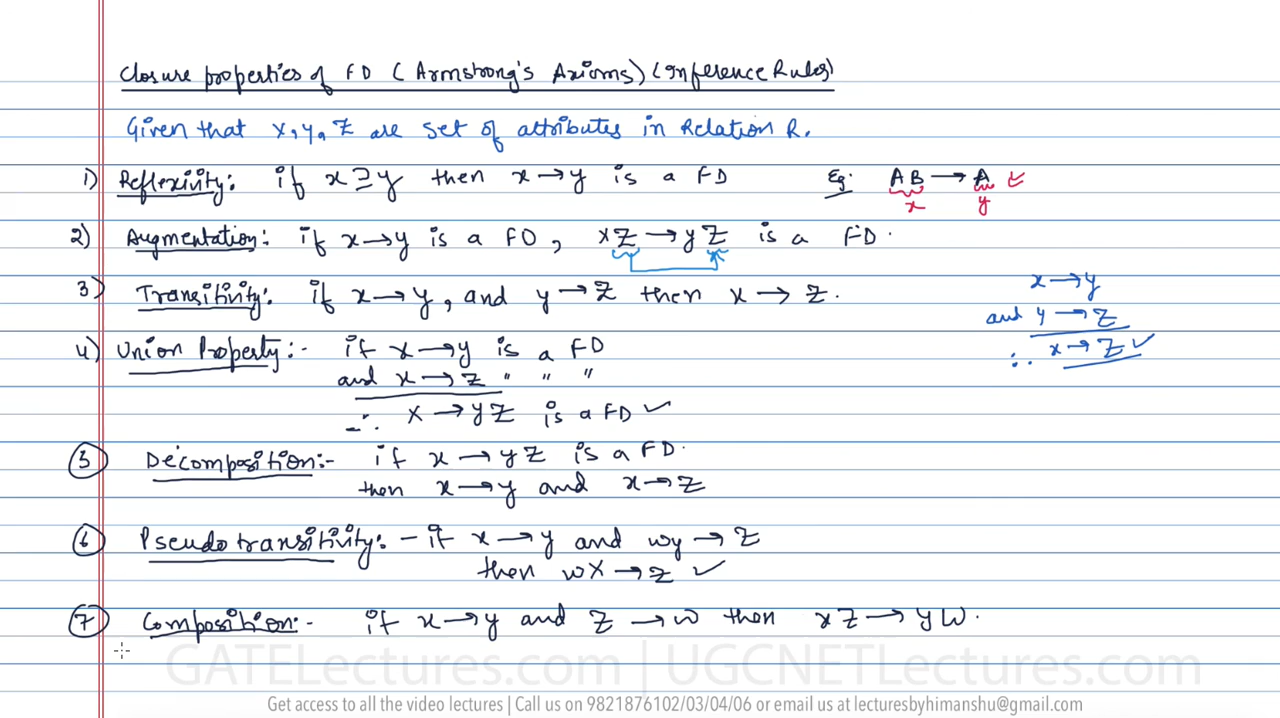 Closure properties of FD (Armstrong's Axioms) (Inference Rules)
Given that x, y, Z are set of attributes in Relation R.
1) Reflexivity: if x ⊇ y then x → y is a FD Eg: AB → A ✓
x y
2) Augmentation: if x → y is a FD, xZ → yZ is a FD.
3) Transitivity: if x → y, and y → Z then x → Z.
x → y
and y → Z
∴ x → Z ✓
4) Union Property:- if x → y is a FD
and x → Z " " "
∴ x → yZ is a FD ✓
5 Decomposition:- if x → yZ is a FD.
then x → y and x → Z
6 Pseudo transitivity:- if x → y and wy → Z
then wx → Z ✓
7 Composition:- if x → y and Z → w then xZ → yw.
GATELectures.com | UGCNETLectures.com
Get access to all the video lectures | Call us on 9821876102/03/04/06 or email us at lecturesbyhimanshu@gmail.com